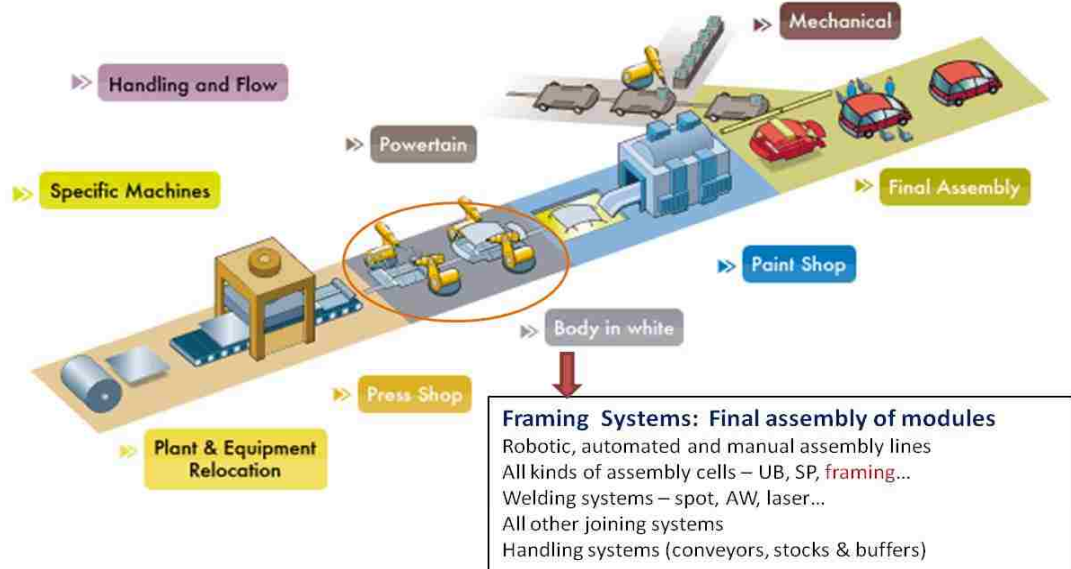 Mechanical
Handling and Flow
Powertain
Specific Machines
Final Assembly
Paint Shop
Body in white
Press Shop
Plant & Equipment
Relocation
Framing Systems: Final assembly of modules
Robotic, automated and manual assembly lines
All kinds of assembly cells – UB, SP, framing...
Welding systems – spot, AW, laser...
All other joining systems
Handling systems (conveyors, stocks & buffers)